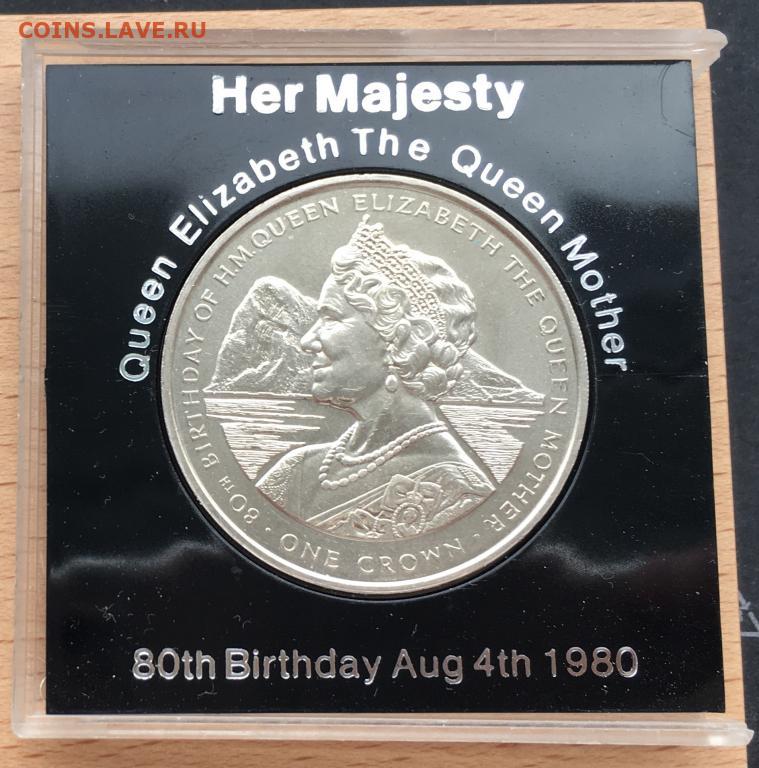 COINS.LAVE.RU
Her Majesty
Queen Elizabeth The Queen Mother
80TH BIRTHDAY OF H.M.QUEEN ELIZABETH THE QUEEN MOTHER
· ONE CROWN ·
80th Birthday Aug 4th 1980